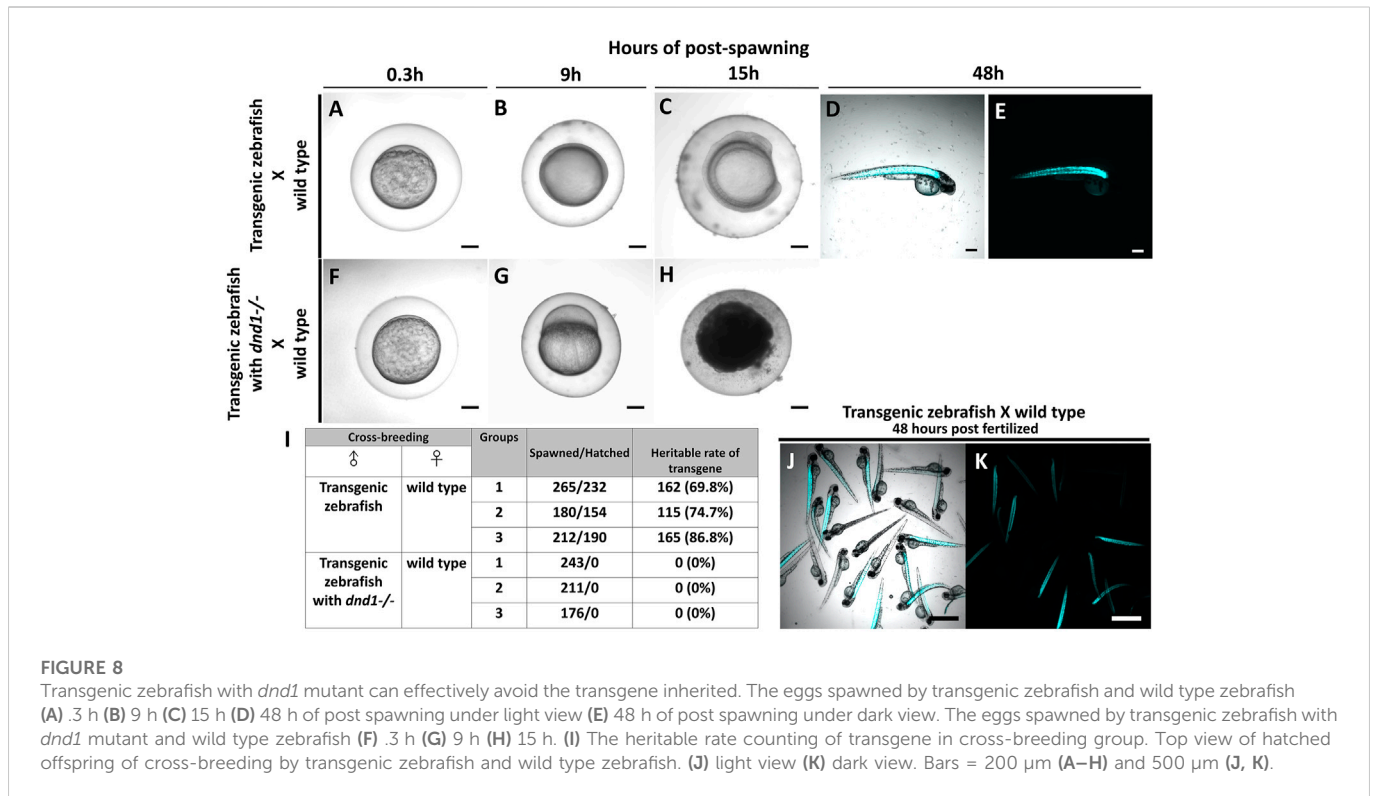 Hours of post-spawning
0.3h 9h 15h 48h
Transgenic zebrafish
X
wild type
A B C D E
Transgenic zebrafish
with dnd1-/-
X
wild type
F G H
I
Cross-breeding Groups Spawned/Hatched Heritable rate of
transgene
♂ ♀
Transgenic
zebrafish
wild type 1 265/232 162 (69.8%)
2 180/154 115 (74.7%)
3 212/190 165 (86.8%)
Transgenic
zebrafish
with dnd1-/-
wild type 1 243/0 0 (0%)
2 211/0 0 (0%)
3 176/0 0 (0%)
Transgenic zebrafish X wild type
48 hours post fertilized
J K
FIGURE 8
Transgenic zebrafish with dnd1 mutant can effectively avoid the transgene inherited. The eggs spawned by transgenic zebrafish and wild type zebrafish
(A) .3 h (B) 9 h (C) 15 h (D) 48 h of post spawning under light view (E) 48 h of post spawning under dark view. The eggs spawned by transgenic zebrafish with
dnd1 mutant and wild type zebrafish (F) .3 h (G) 9 h (H) 15 h. (I) The heritable rate counting of transgene in cross-breeding group. Top view of hatched
offspring of cross-breeding by transgenic zebrafish and wild type zebrafish. (J) light view (K) dark view. Bars = 200 μm (A–H) and 500 μm (J, K).